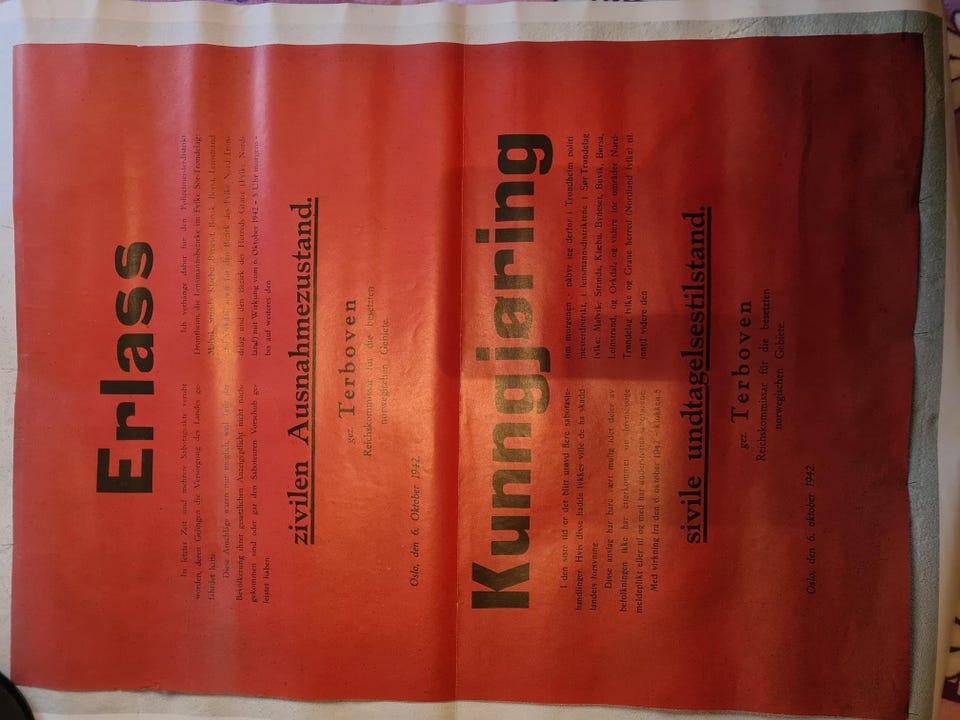 Erlass
In letzter Zeit sind mehrere Sabotageakte verübt
worden, deren Gelingen die Versorgung des Landes ge-
fährdet hätte.
Diese Anschläge waren nur möglich, weil Teile der
Bevölkerung ihrer gesetzlichen Anzeigepflicht nicht nach-
gekommen sind oder gar den Saboteuren Vorschub ge-
leistet haben.
Ich verhänge daher für den Polizeimeisterdistrikt
Drontheim, die Lensmannsbezirke im Fylke Sør-Trøndelag:
Malvik, Strinda, Klæbu, Byneset, Buvik, Børsa, Leinstrand
und Orkdal, sowie für den Bezirk des Fylke Nord-Trøn-
delag und den Bezirk des Herreds Grane (Fylke Nord-
land) mit Wirkung vom 6. Oktober 1942 - 5 Uhr morgens -
bis auf weiteres den
zivilen Ausnahmezustand.
gez. Terboven
Reichskommissar für die besetzten
norwegischen Gebiete.
Oslo, den 6. Oktober 1942.
Kunngjøring
I den siste tid er det blitt utøvd flere sabotasje-
handlinger. Hvis disse hadde lykkes ville de ha skadd
landets forsyning.
Disse anslag har bare vært mulig idet deler av
befolkningen ikke har etterkommet sin lovmessige
meldeplikt eller til og med har understøttet sabotørene.
Med virkning fra den 6. oktober 1942 - klokken 5
om morgenen - påbyr jeg derfor i Trondheim politi
mesterdistrikt, i lensmannsdistriktene i Sør Trøndelag
fylke: Malvik, Strinda, Klæbu, Byneset, Buvik, Børsa,
Leinstrand, og Orkdal, og videre for områder Nord-
Trøndelag fylke og Grane herred (Nordland fylke) til.
inntil videre den
sivile undtagelsestilstand.
gez. Terboven
Reichskommissar für die besetzten
norwegischen Gebiete.
Oslo, den 6. oktober 1942.